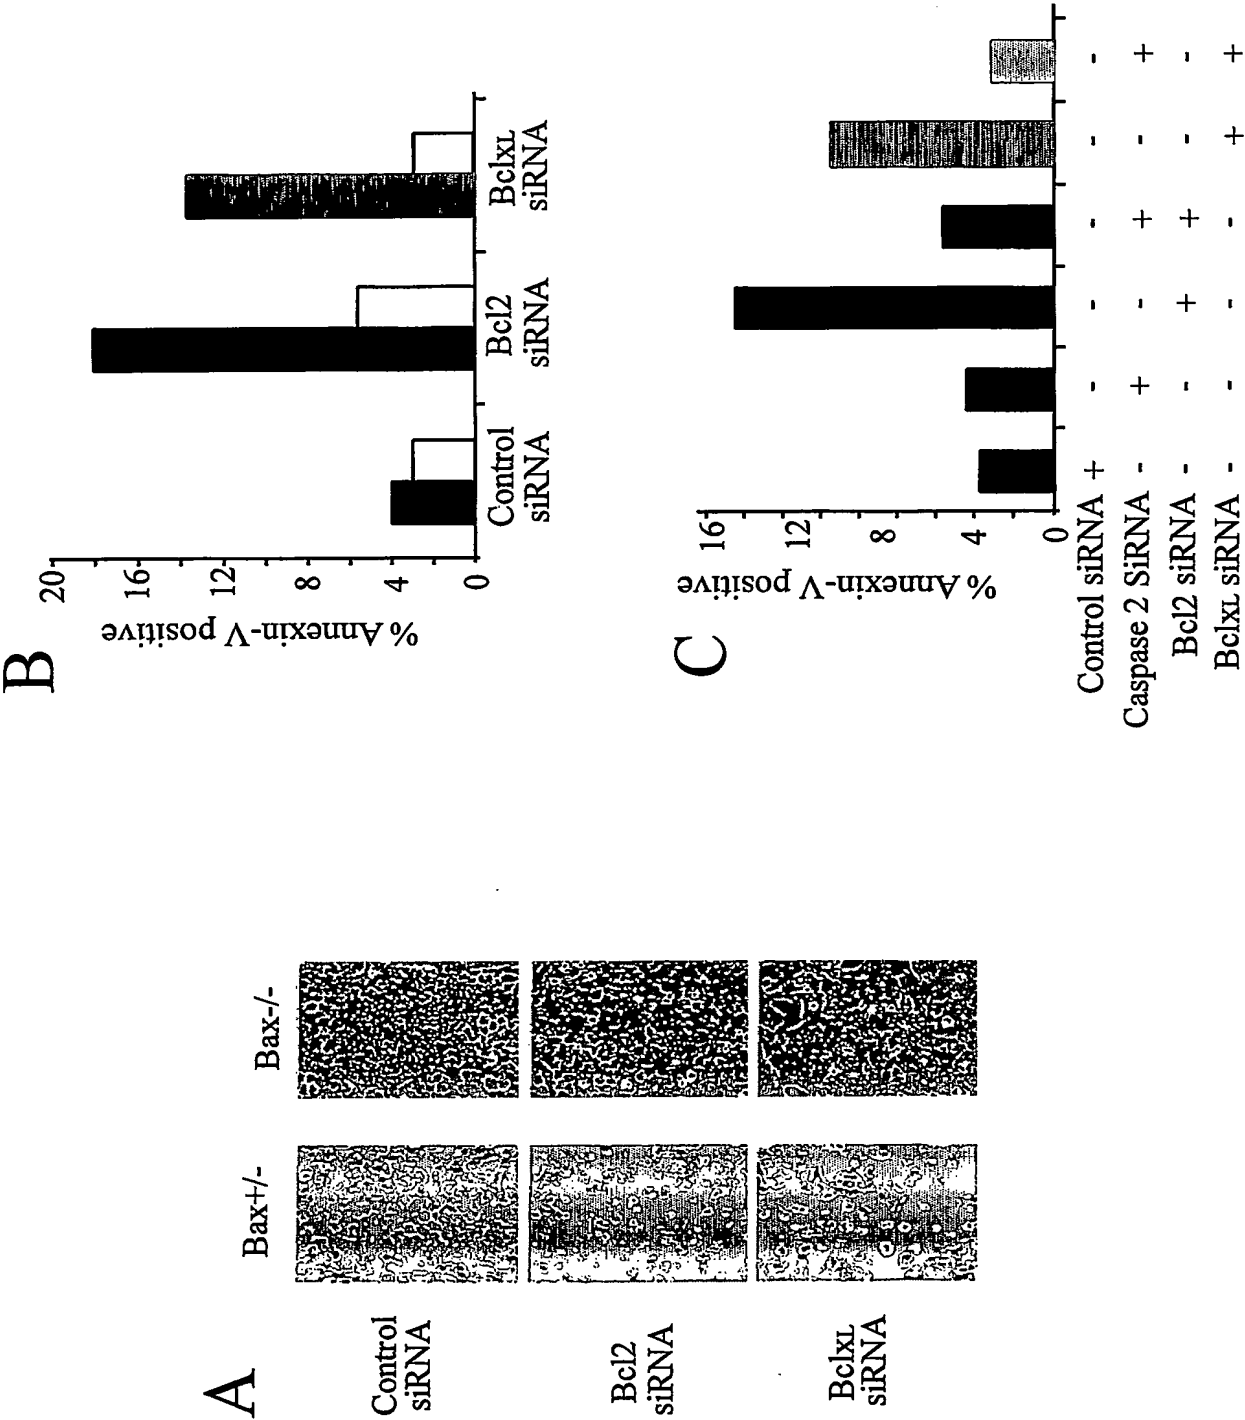 A
Bax+/-
Bax-/-
Control
siRNA
Bcl2
siRNA
BclXL
siRNA
B
% Annexin-V positive
20
16
12
8
4
0
Control
siRNA
Bcl2
siRNA
BclXL
siRNA
C
% Annexin-V positive
16
12
8
4
0
Control siRNA + - - - - -
Caspase 2 SiRNA - + - + - +
Bcl2 siRNA - - + + - -
BclXL siRNA - - - - + +